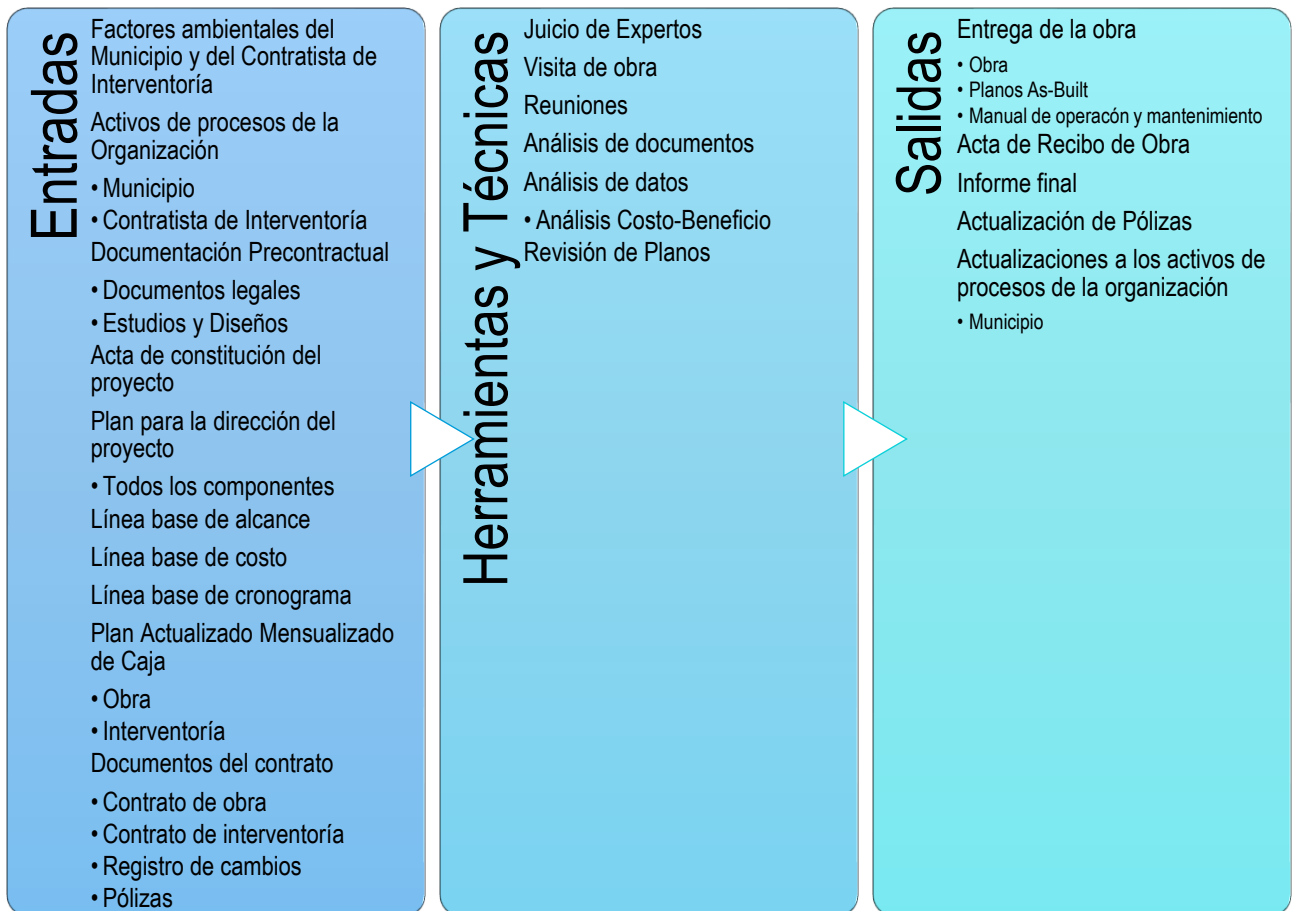 Entradas
Factores ambientales del
Municipio y del Contratista de
Interventoría
Activos de procesos de la
Organización
• Municipio
• Contratista de Interventoría
Documentación Precontractual
• Documentos legales
• Estudios y Diseños
Acta de constitución del
proyecto
Plan para la dirección del
proyecto
• Todos los componentes
Línea base de alcance
Línea base de costo
Línea base de cronograma
Plan Actualizado Mensualizado
de Caja
• Obra
• Interventoría
Documentos del contrato
• Contrato de obra
• Contrato de interventoría
• Registro de cambios
• Pólizas
Herramientas y Técnicas
Juicio de Expertos
Visita de obra
Reuniones
Análisis de documentos
Análisis de datos
• Análisis Costo-Beneficio
Revisión de Planos
Salidas
Entrega de la obra
• Obra
• Planos As-Built
• Manual de operacón y mantenimiento
Acta de Recibo de Obra
Informe final
Actualización de Pólizas
Actualizaciones a los activos de
procesos de la organización
• Municipio